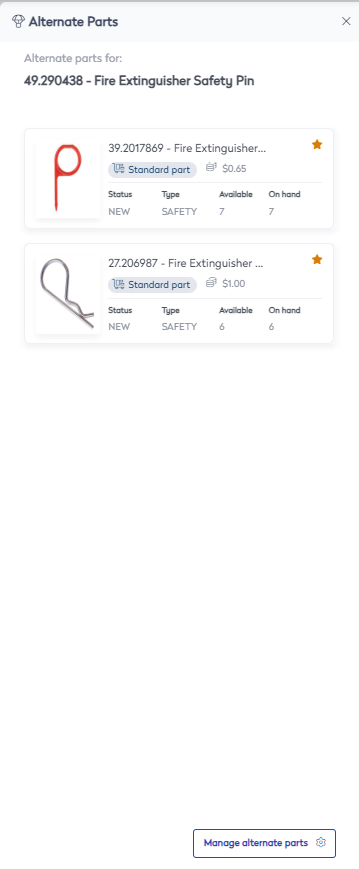 Alternate Parts
Alternate parts for:
49.290438 - Fire Extinguisher Safety Pin
39.2017869 - Fire Extinguisher...
Standard part $0.65
Status Type Available On hand
NEW SAFETY 7 7
27.206987 - Fire Extinguisher ...
Standard part $1.00
Status Type Available On hand
NEW SAFETY 6 6
Manage alternate parts